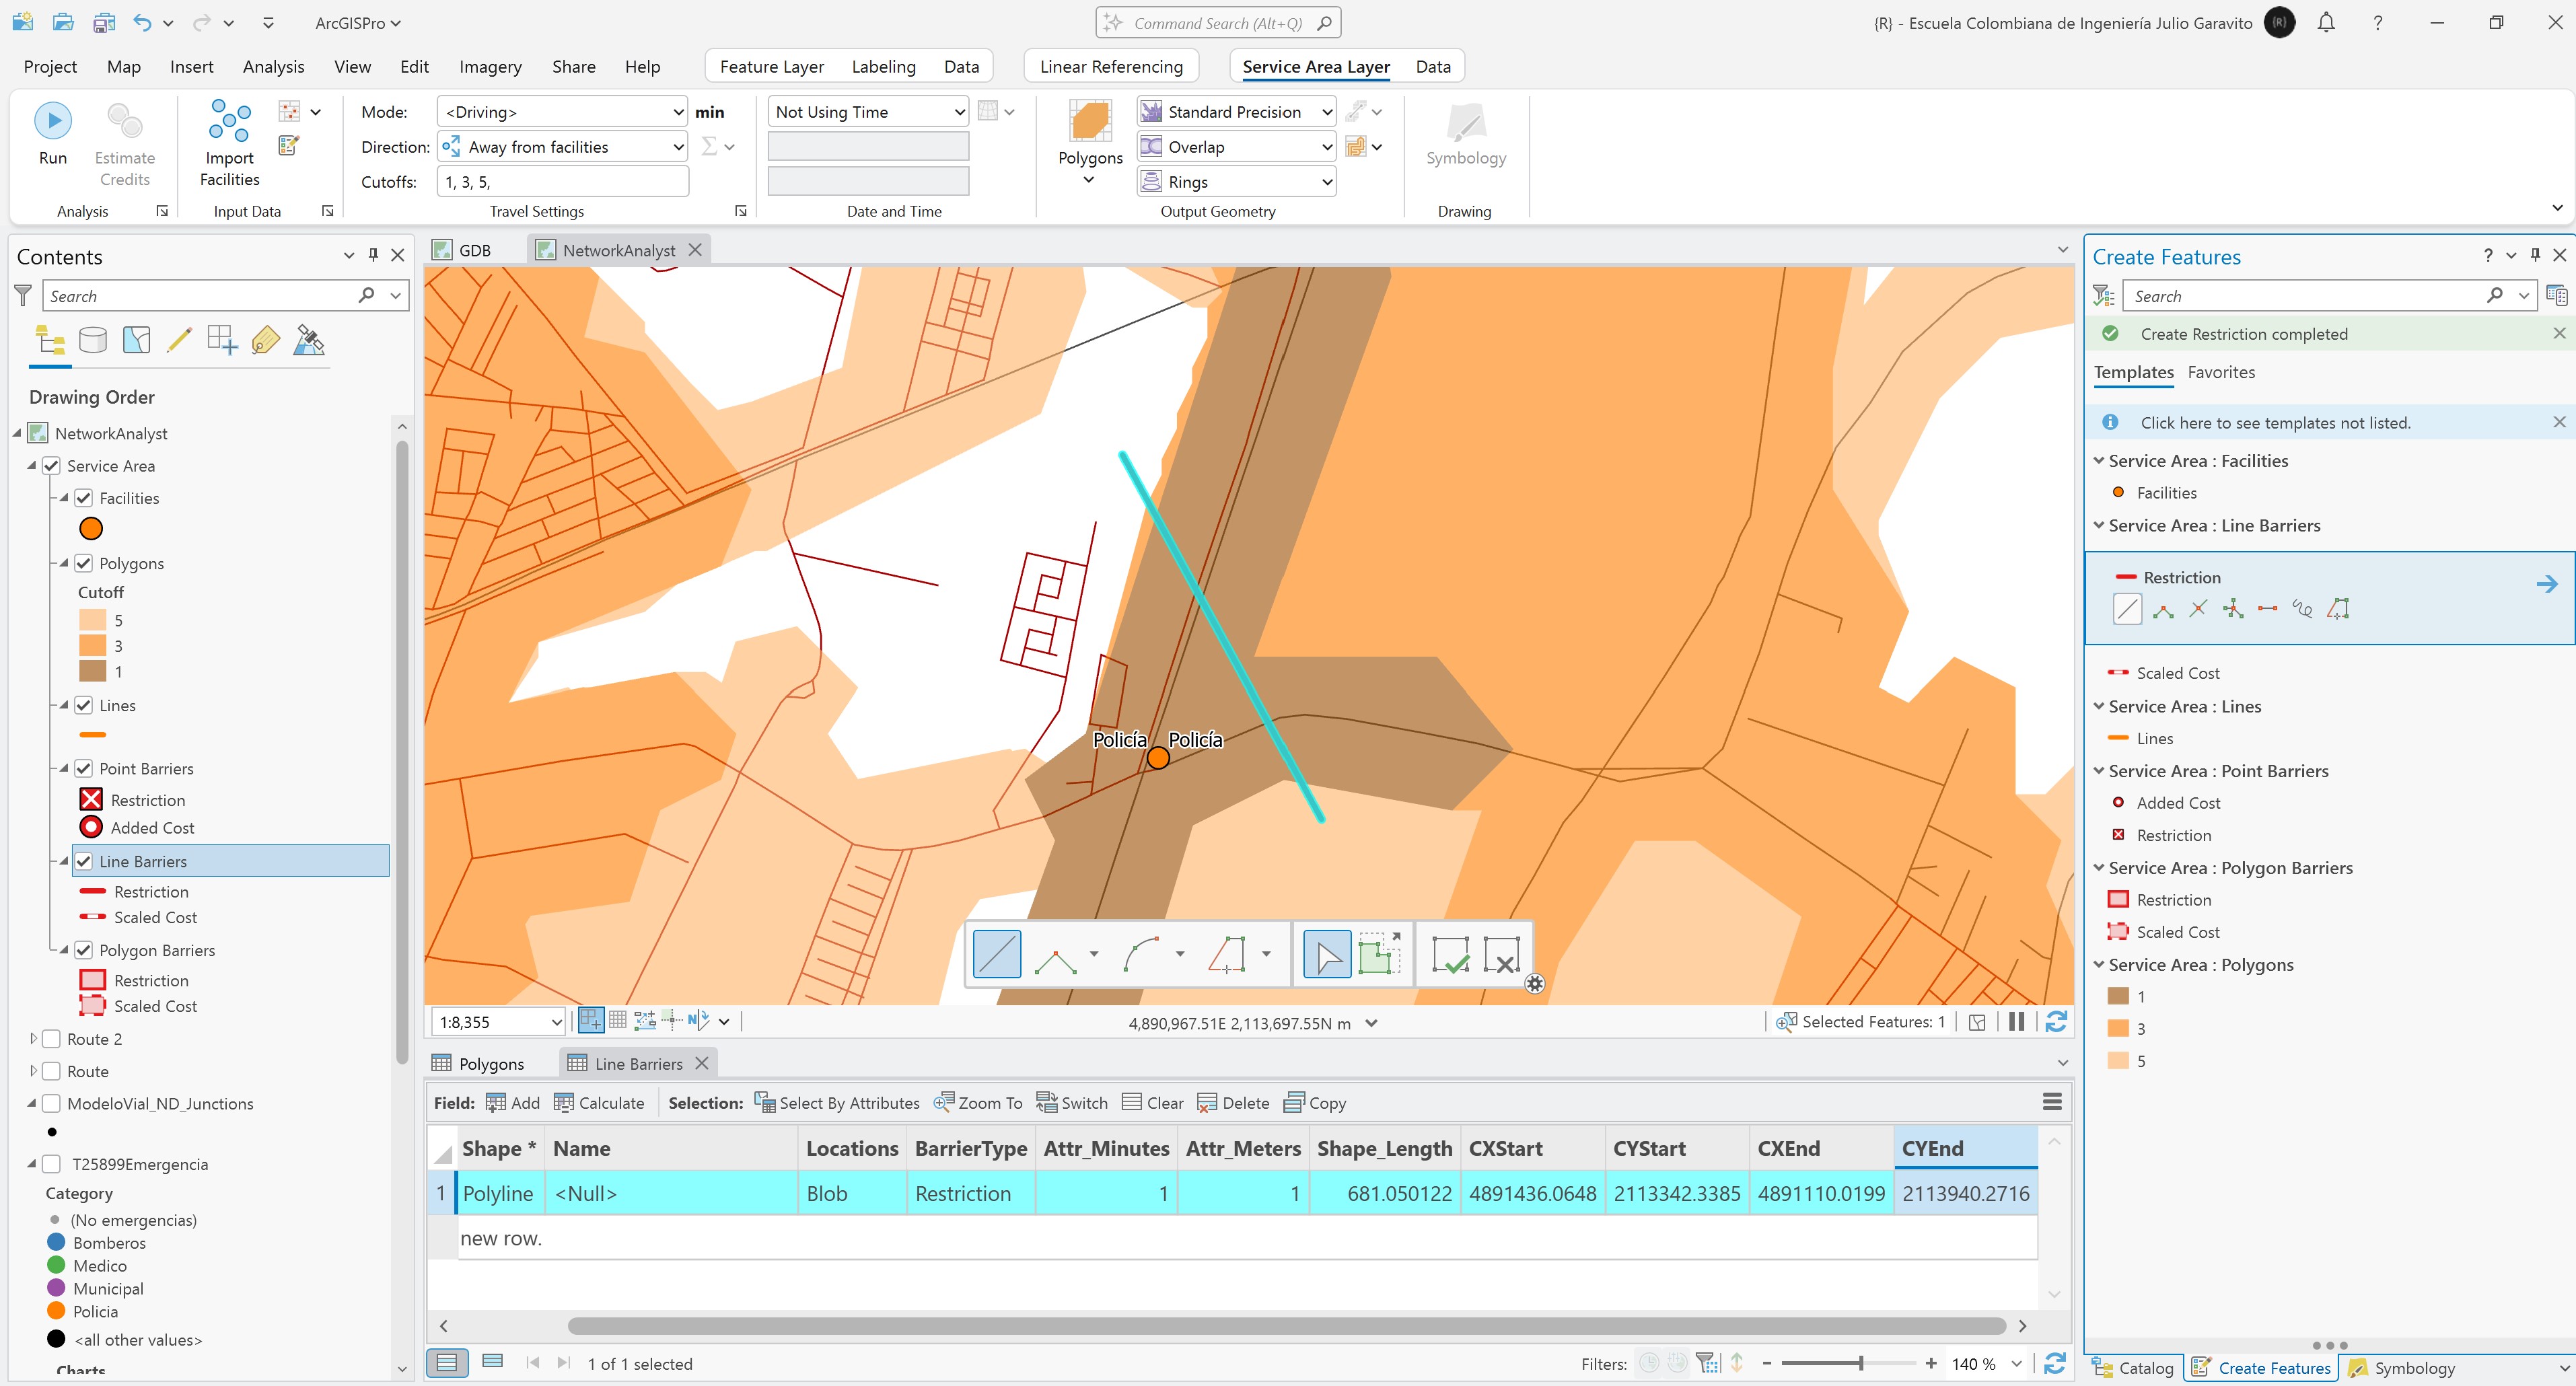 ArcGISPro
Command Search (Alt+Q)
{R} - Escuela Colombiana de Ingeniería Julio Garavito
{R}
?
Project Map Insert Analysis View Edit Imagery Share Help Feature Layer Labeling Data Linear Referencing Service Area Layer Data
Run
Estimate Credits
Analysis
Import Facilities
Input Data
Mode: <Driving> min
Direction: Away from facilities
Cutoffs: 1, 3, 5,
Travel Settings
Not Using Time
Date and Time
Polygons
Standard Precision
Overlap
Rings
Output Geometry
Symbology
Drawing
Contents
Search
Drawing Order
NetworkAnalyst
Service Area
Facilities
Polygons
Cutoff
5
3
1
Lines
Point Barriers
Restriction
Added Cost
Line Barriers
Restriction
Scaled Cost
Polygon Barriers
Restriction
Scaled Cost
Route 2
Route
ModeloVial_ND_Junctions
T25899Emergencia
Category
(No emergencias)
Bomberos
Medico
Municipal
Policia
<all other values>
Charts
GDB NetworkAnalyst
Policía Policía
1:8,355
4,890,967.51E 2,113,697.55N m
Selected Features: 1
Polygons Line Barriers
Field: Add Calculate Selection: Select By Attributes Zoom To Switch Clear Delete Copy
Shape * Name Locations BarrierType Attr_Minutes Attr_Meters Shape_Length CXStart CYStart CXEnd CYEnd
1 Polyline <Null> Blob Restriction 1 1 681.050122 4891436.0648 2113342.3385 4891110.0199 2113940.2716
new row.
1 of 1 selected
Filters:
140 %
Create Features
?
Search
Create Restriction completed
Templates Favorites
Click here to see templates not listed.
Service Area : Facilities
Facilities
Service Area : Line Barriers
Restriction
Scaled Cost
Service Area : Lines
Lines
Service Area : Point Barriers
Added Cost
Restriction
Service Area : Polygon Barriers
Restriction
Scaled Cost
Service Area : Polygons
1
3
5
Catalog Create Features Symbology